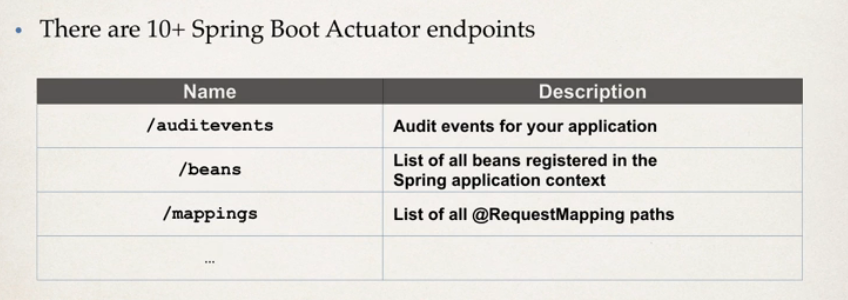 • There are 10+ Spring Boot Actuator endpoints
Name Description
/auditevents Audit events for your application
/beans List of all beans registered in the
Spring application context
/mappings List of all @RequestMapping paths
...